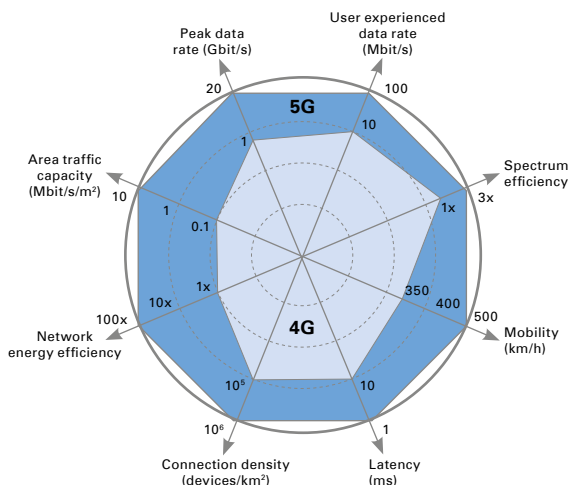 Peak data
rate (Gbit/s)
User experienced
data rate
(Mbit/s)
20
5G
100
1
10
Area traffic
capacity
(Mbit/s/m²)
10
1
0.1
Spectrum
efficiency
3x
1x
1x
10x
100x
350
400
500
Network
energy efficiency
Mobility
(km/h)
4G
10⁵
10
10⁶
1
Connection density
(devices/km²)
Latency
(ms)